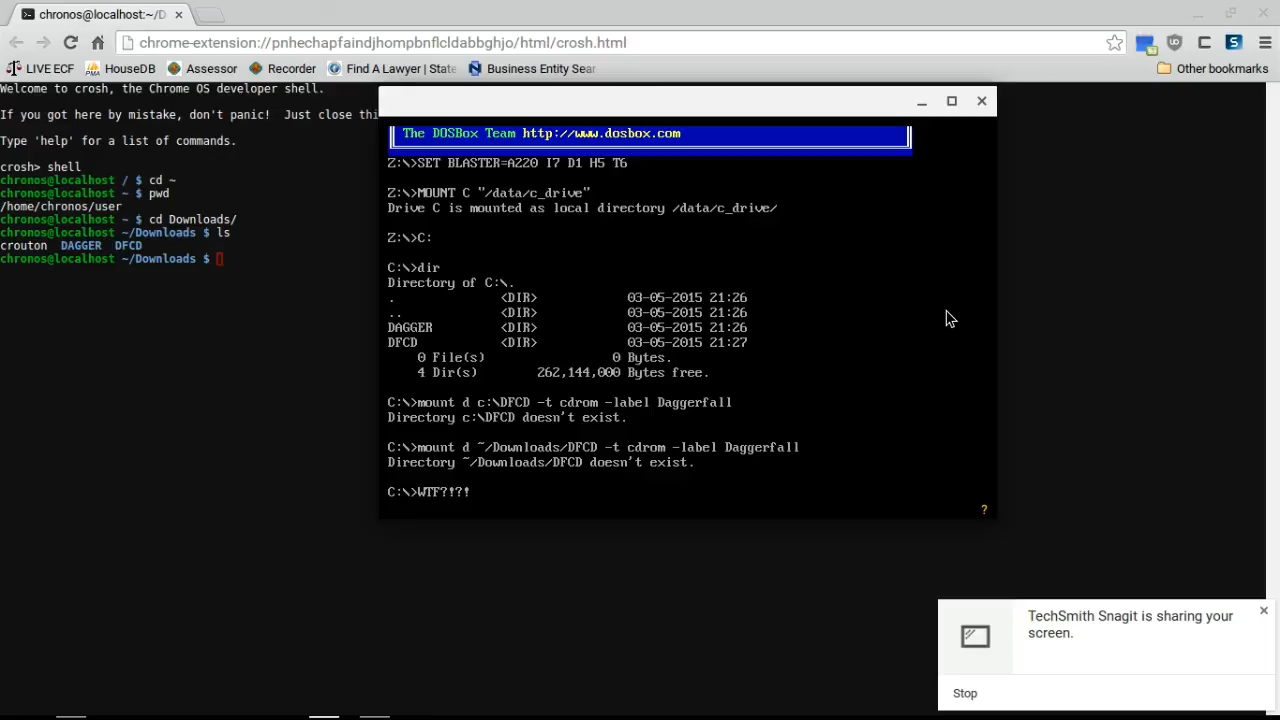 chronos@localhost:~/D
chrome-extension://pnhechapfaindjhompbnflcldabbghjo/html/crosh.html
LIVE ECF
HouseDB
Assessor
Recorder
Find A Lawyer | State
Business Entity Sear
Other bookmarks
Welcome to crosh, the Chrome OS developer shell.
If you got here by mistake, don't panic!  Just close thi
Type 'help' for a list of commands.
crosh> shell
chronos@localhost / $ cd ~
chronos@localhost ~ $ pwd
/home/chronos/user
chronos@localhost ~ $ cd Downloads/
chronos@localhost ~/Downloads $ ls
crouton  DAGGER  DFCD
chronos@localhost ~/Downloads $
The DOSBox Team http://www.dosbox.com
Z:\>SET BLASTER=A220 I7 D1 H5 T6
Z:\>MOUNT C "/data/c_drive"
Drive C is mounted as local directory /data/c_drive/
Z:\>C:
C:\>dir
Directory of C:\.
. <DIR> 03-05-2015 21:26
.. <DIR> 03-05-2015 21:26
DAGGER <DIR> 03-05-2015 21:26
DFCD <DIR> 03-05-2015 21:27
0 File(s) 0 Bytes.
4 Dir(s) 262,144,000 Bytes free.
C:\>mount d c:\DFCD -t cdrom -label Daggerfall
Directory c:\DFCD doesn't exist.
C:\>mount d ~/Downloads/DFCD -t cdrom -label Daggerfall
Directory ~/Downloads/DFCD doesn't exist.
C:\>WTF?!?!
?
TechSmith Snagit is sharing your
screen.
Stop